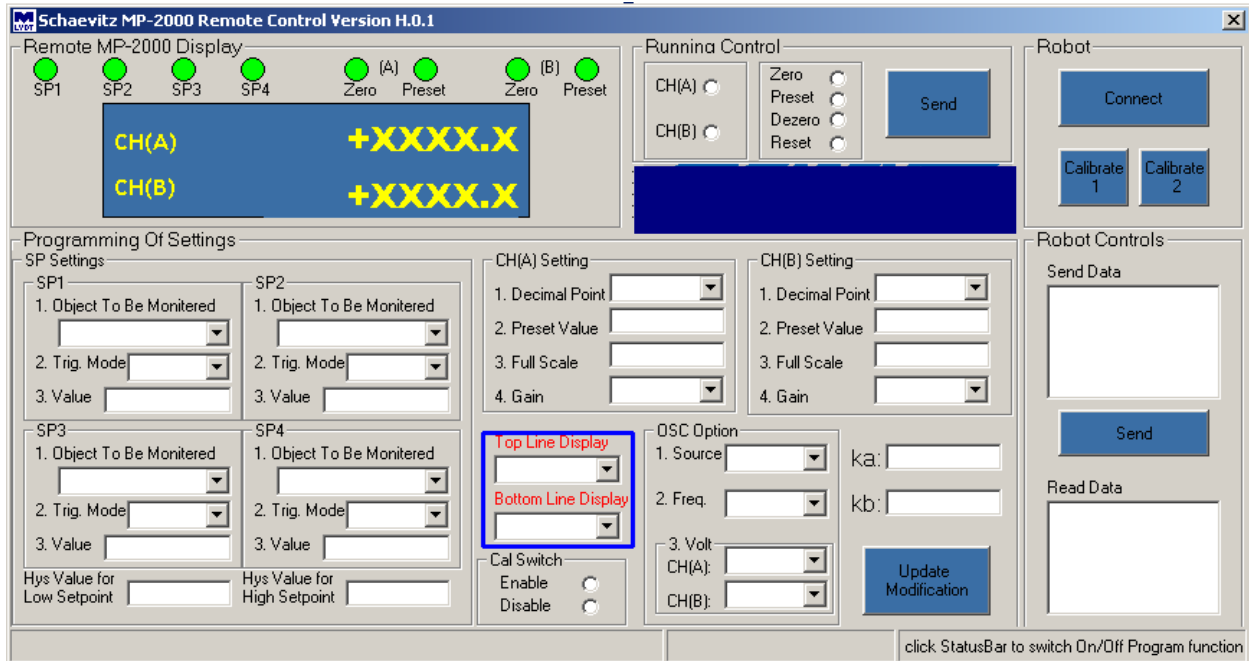 Schaevitz MP-2000 Remote Control Version H.0.1
LVDT
Remote MP-2000 Display
(A) (B)
SP1 SP2 SP3 SP4 Zero Preset Zero Preset
CH(A) +XXXX.X
CH(B) +XXXX.X
Running Control
CH(A)
CH(B)
Zero
Preset
Dezero
Reset
Send
Robot
Connect
Calibrate
1
Calibrate
2
Programming Of Settings
SP Settings
SP1
1. Object To Be Monitered
2. Trig. Mode
3. Value
SP2
1. Object To Be Monitered
2. Trig. Mode
3. Value
SP3
1. Object To Be Monitered
2. Trig. Mode
3. Value
SP4
1. Object To Be Monitered
2. Trig. Mode
3. Value
Hys Value for
Low Setpoint
Hys Value for
High Setpoint
CH(A) Setting
1. Decimal Point
2. Preset Value
3. Full Scale
4. Gain
CH(B) Setting
1. Decimal Point
2. Preset Value
3. Full Scale
4. Gain
Top Line Display
Bottom Line Display
Cal Switch
Enable
Disable
OSC Option
1. Source
2. Freq.
3. Volt
CH(A):
CH(B):
ka:
kb:
Update
Modification
Robot Controls
Send Data
Send
Read Data
click StatusBar to switch On/Off Program function